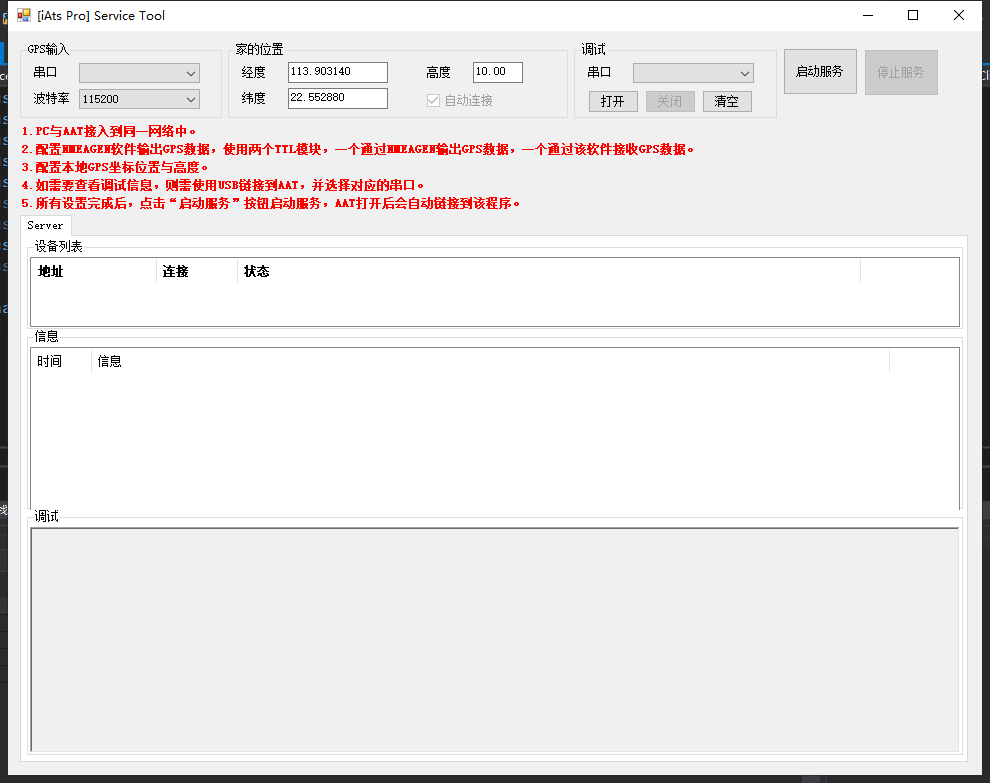 [iAts Pro] Service Tool
GPS输入
串口
波特率 115200
家的位置
经度 113.903140 高度 10.00
纬度 22.552880 自动连接
调试
串口
打开 关闭 清空
启动服务 停止服务
1.PC与AAT接入到同一网络中。
2.配置NMEAGEN软件输出GPS数据，使用两个TTL模块，一个通过NMEAGEN输出GPS数据，一个通过该软件接收GPS数据。
3.配置本地GPS坐标位置与高度。
4.如需要查看调试信息，则需使用USB链接到AAT，并选择对应的串口。
5.所有设置完成后，点击“启动服务”按钮启动服务，AAT打开后会自动链接到该程序。
Server
设备列表
地址 连接 状态
信息
时间 信息
调试